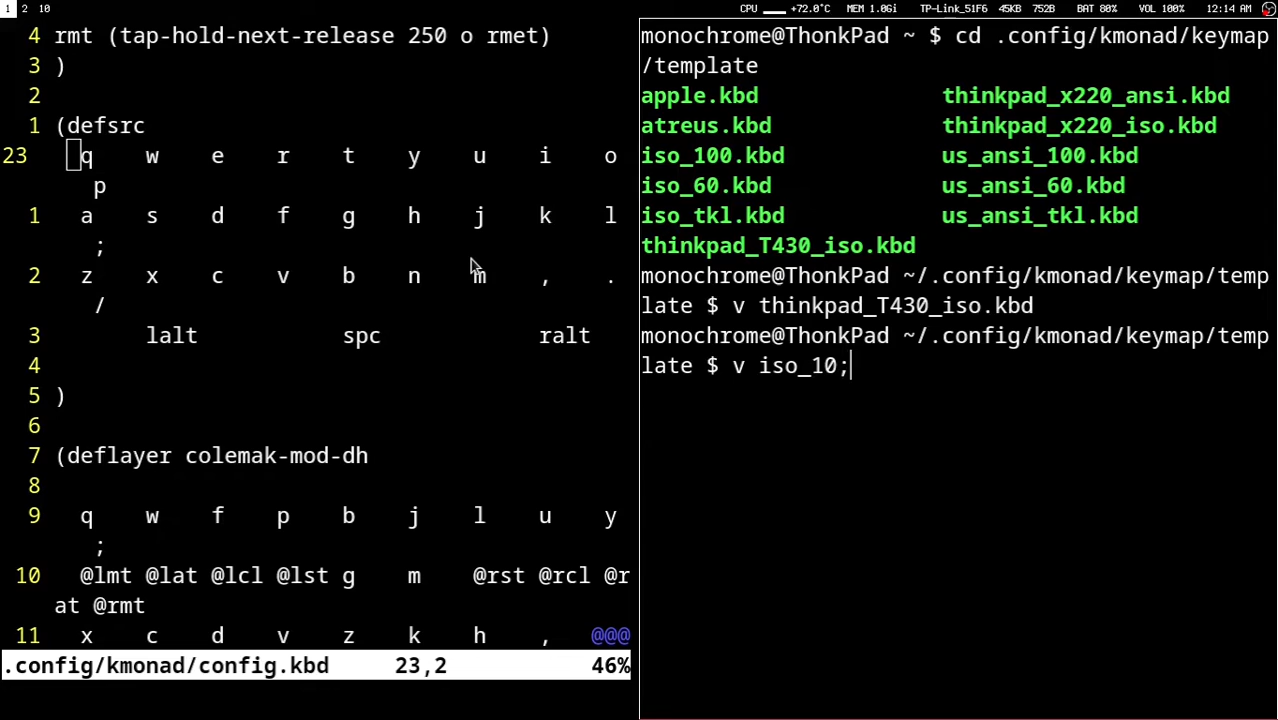 1 2 10 CPU +72.0°C MEM 1.0Gi TP-Link_51F6 45KB 752B BAT 80% VOL 100% 12:14 AM
4 rmt (tap-hold-next-release 250 o rmet)
3 )
2
1 (defsrc
23 q w e r t y u i o
p
1 a s d f g h j k l
;
2 z x c v b n m , .
/
3 lalt spc ralt
4
5 )
6
7 (deflayer colemak-mod-dh
8
9 q w f p b j l u y
;
10 @lmt @lat @lcl @lst g m @rst @rcl @r
at @rmt
11 x c d v z k h , @@@
.config/kmonad/config.kbd 23,2 46%
monochrome@ThonkPad ~ $ cd .config/kmonad/keymap
/template
apple.kbd thinkpad_x220_ansi.kbd
atreus.kbd thinkpad_x220_iso.kbd
iso_100.kbd us_ansi_100.kbd
iso_60.kbd us_ansi_60.kbd
iso_tkl.kbd us_ansi_tkl.kbd
thinkpad_T430_iso.kbd
monochrome@ThonkPad ~/.config/kmonad/keymap/temp
late $ v thinkpad_T430_iso.kbd
monochrome@ThonkPad ~/.config/kmonad/keymap/temp
late $ v iso_10;